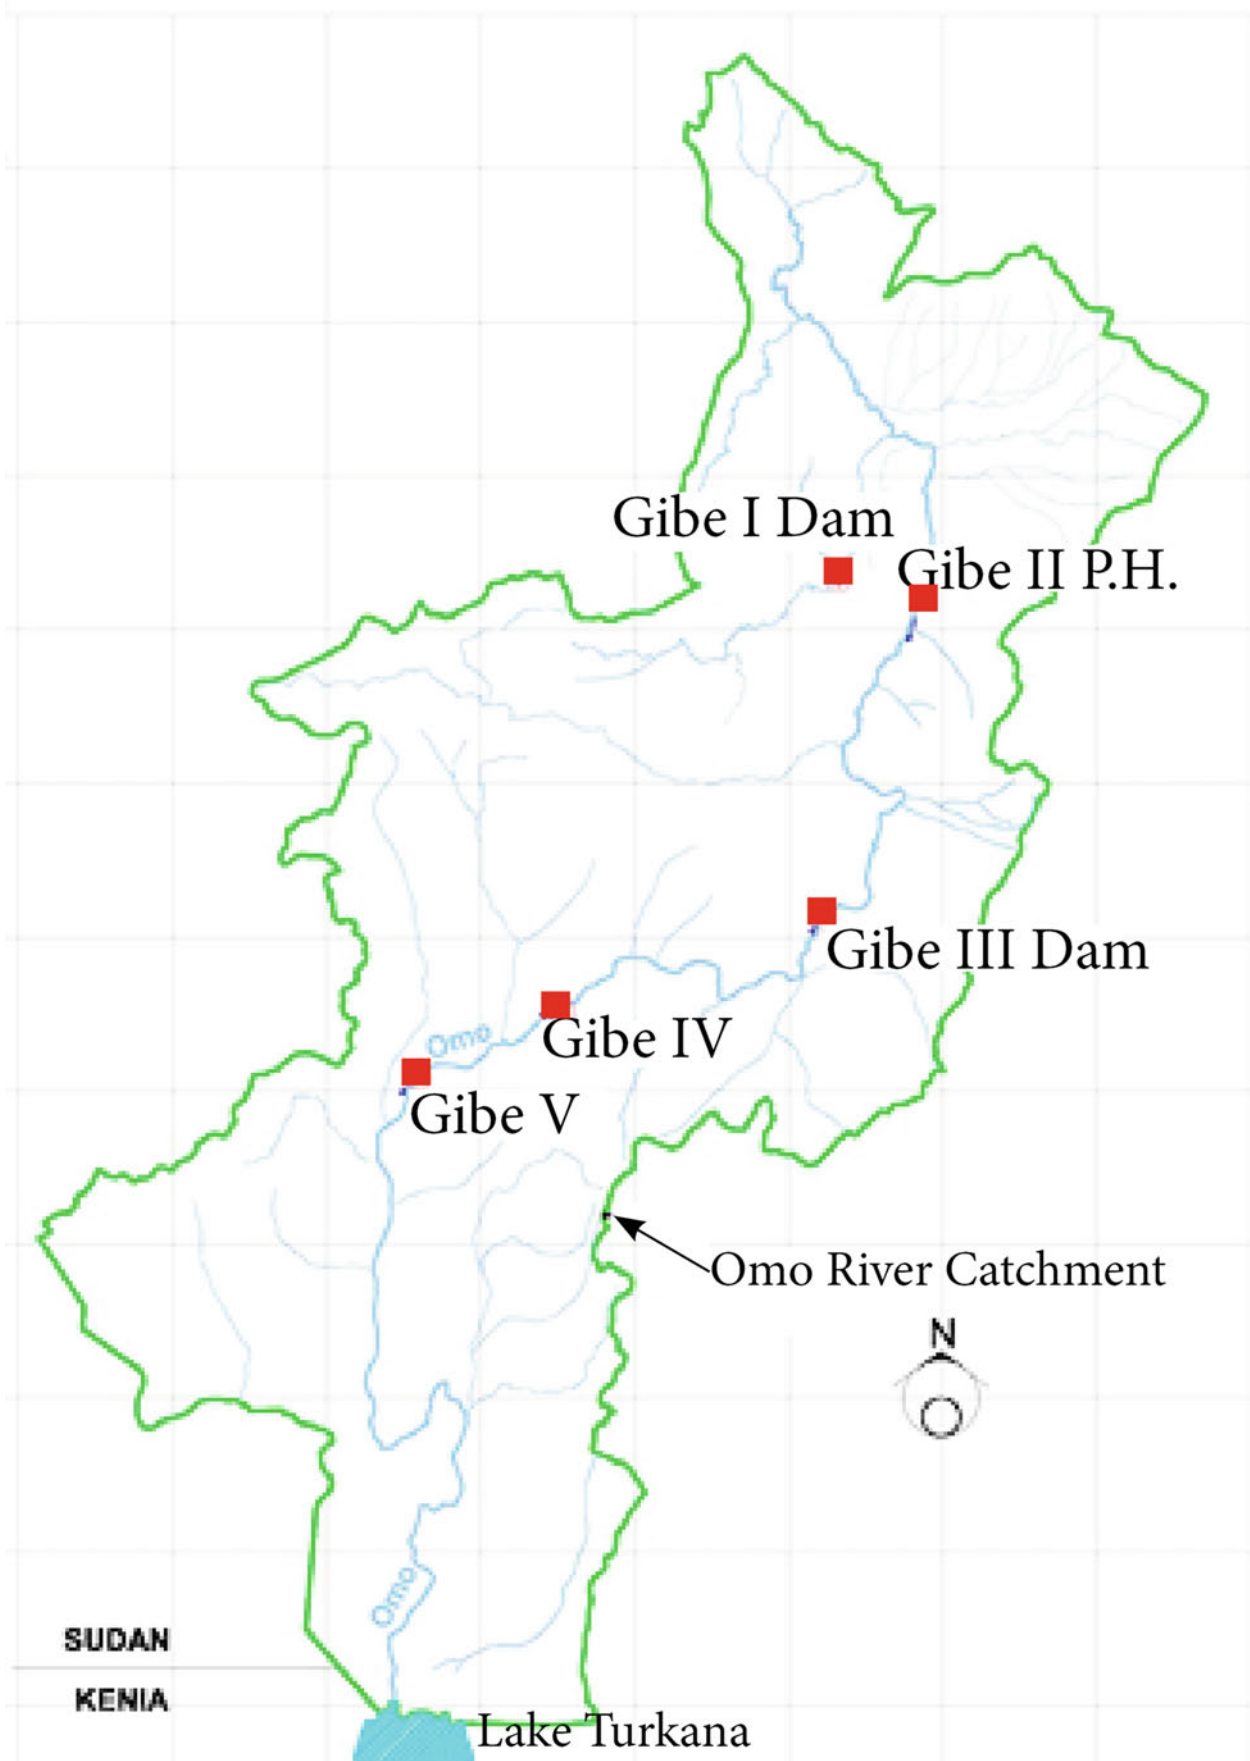 Gibe I Dam
Gibe II P.H.
Gibe III Dam
Omo
Gibe IV
Gibe V
Omo River Catchment
N
Omo
SUDAN
KENIA
Lake Turkana